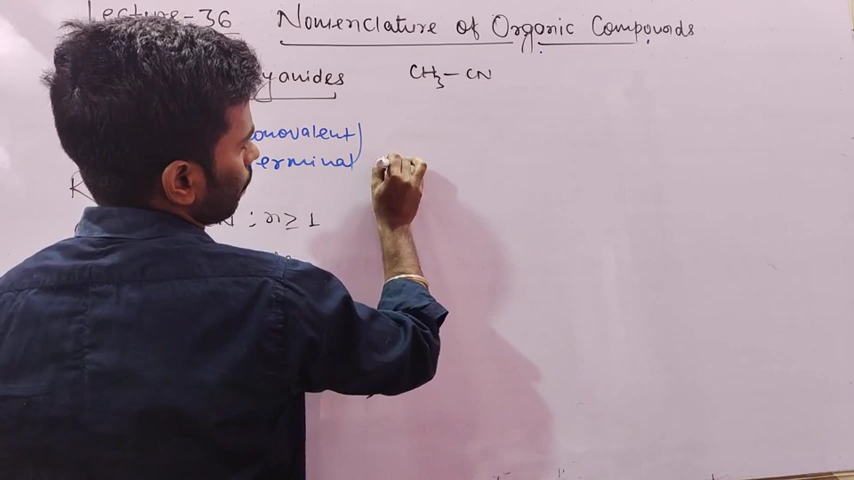 Lecture-36 Nomenclature of Organic Compounds
yanides CH3-CN
onovalent)
erminal
R
N ; n ≥ 1